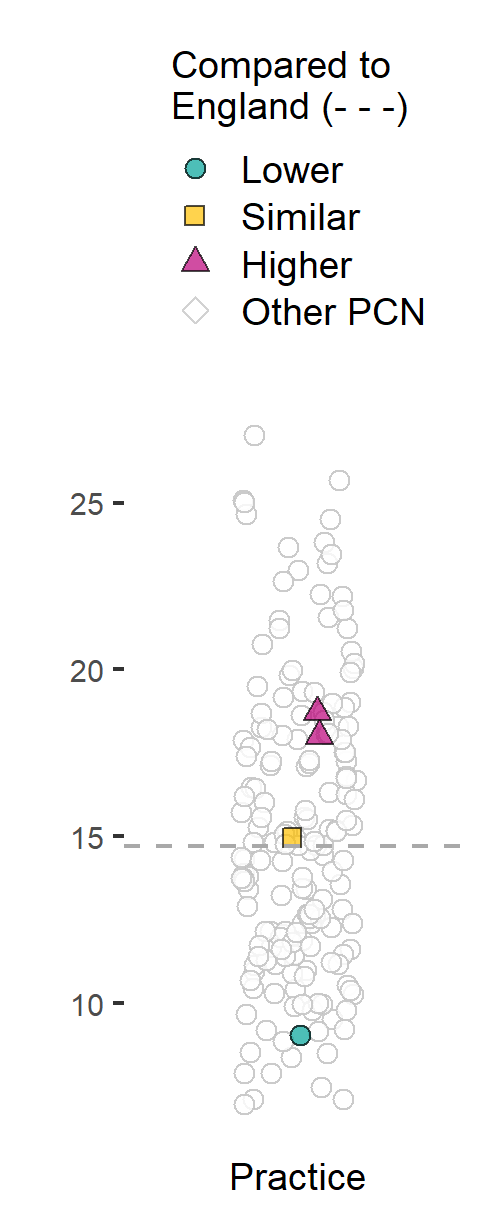 Compared to
England (- - -)
Lower
Similar
Higher
Other PCN
25
20
15
10
Practice